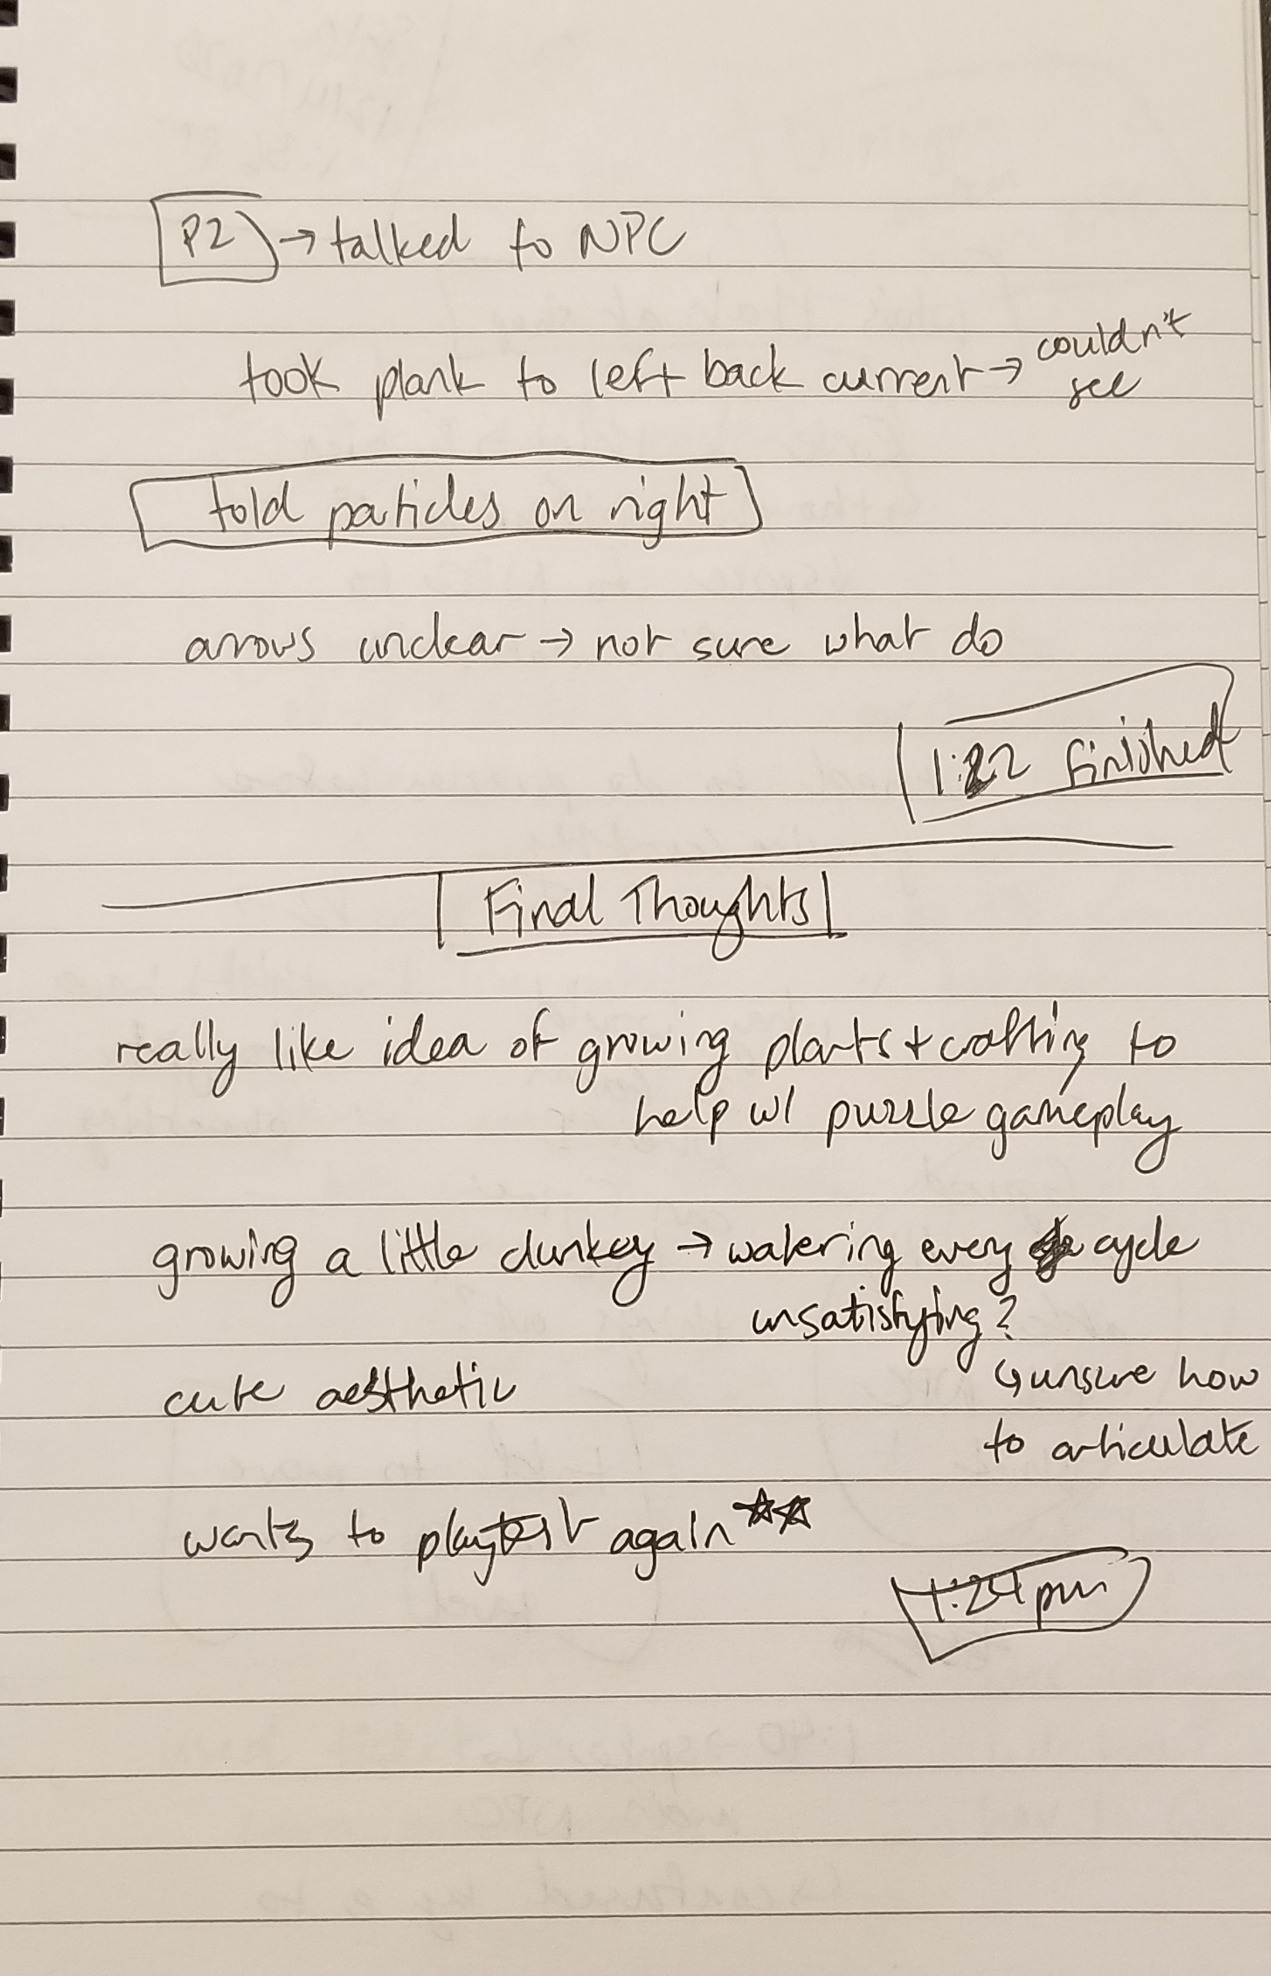 P2 → talked to NPC
took plank to left back current → couldn't
see
told particles on right
arrows unclear → not sure what do
1:22 finished
Final Thoughts
really like idea of growing plants + crafting to
help w/ puzzle gameplay
growing a little clunkey → watering every cycle
unsatisfying?
cute aesthetic
↳ unsure how
to articulate
wants to playtest again ☆☆
1:24 pm